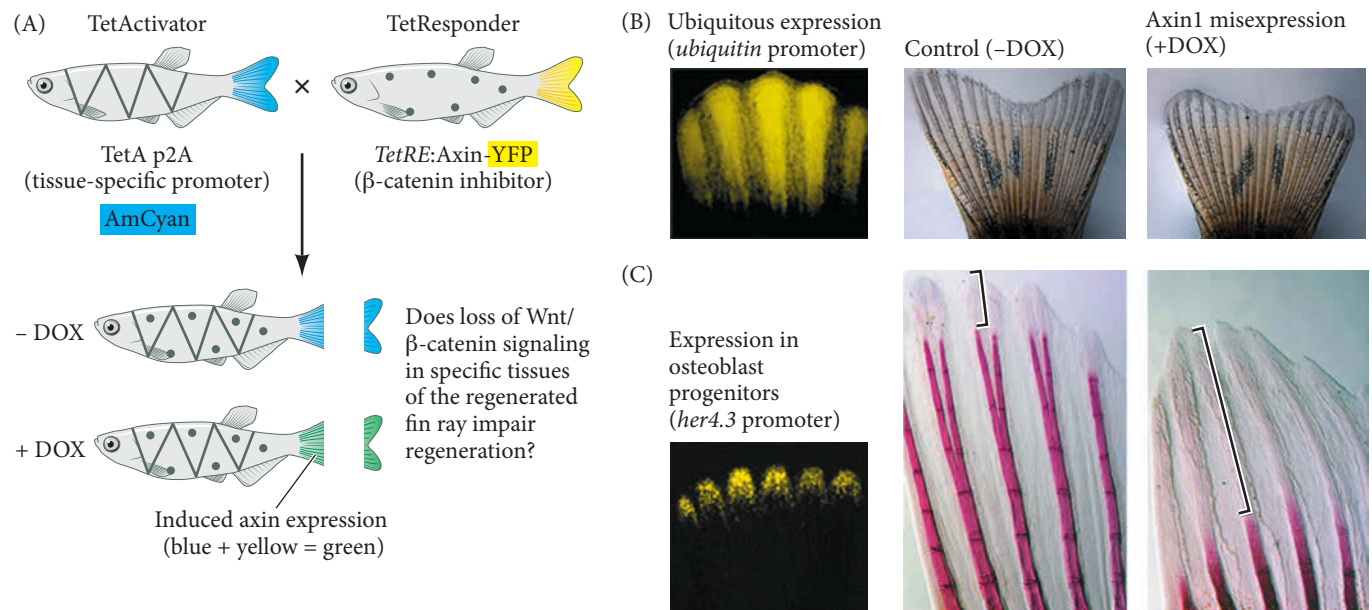 (A)
TetActivator
TetResponder
×
TetA p2A
(tissue-specific promoter)
AmCyan
TetRE:Axin-YFP
(β-catenin inhibitor)
– DOX
+ DOX
Does loss of Wnt/
β-catenin signaling
in specific tissues
of the regenerated
fin ray impair
regeneration?
Induced axin expression
(blue + yellow = green)
(B)
Ubiquitous expression
(ubiquitin promoter)
Control (–DOX)
Axin1 misexpression
(+DOX)
(C)
Expression in
osteoblast
progenitors
(her4.3 promoter)